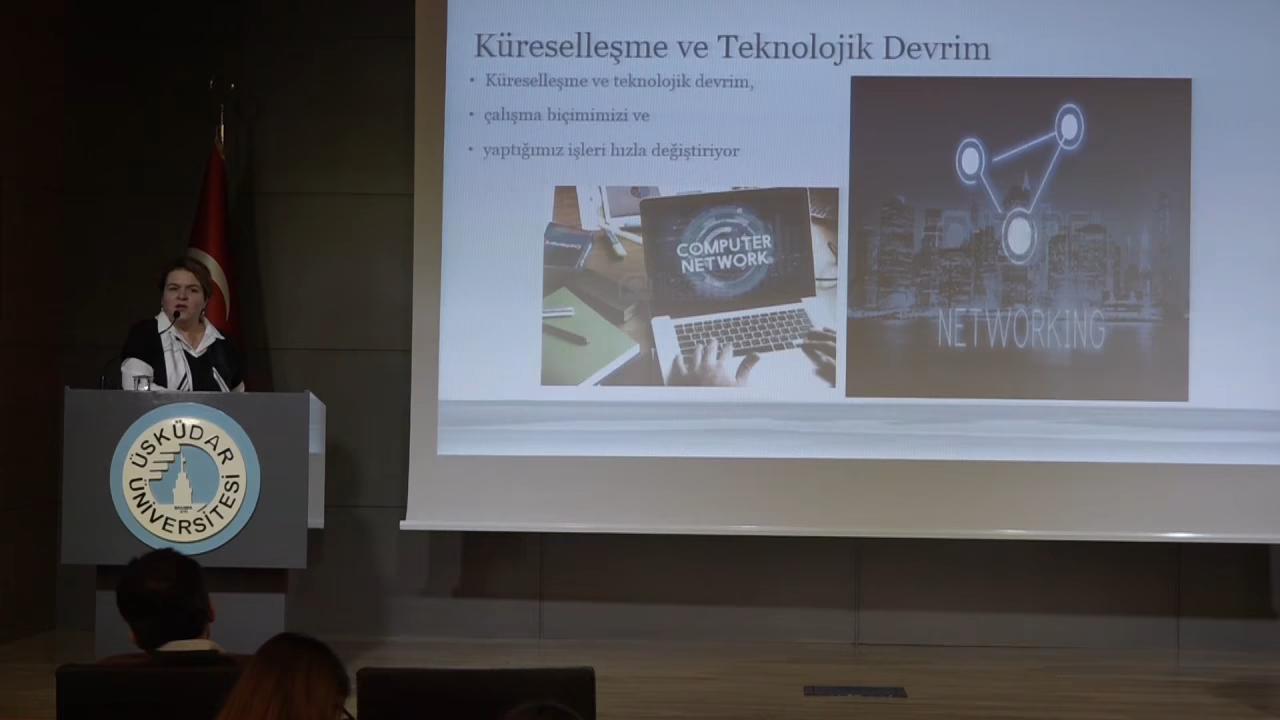 Küreselleşme ve Teknolojik Devrim
• Küreselleşme ve teknolojik devrim,
• çalışma biçimimizi ve
• yaptığımız işleri hızla değiştiriyor
COMPUTER
NETWORK
NETWORKING
ÜSKÜDAR
ÜNİVERSİTESİ